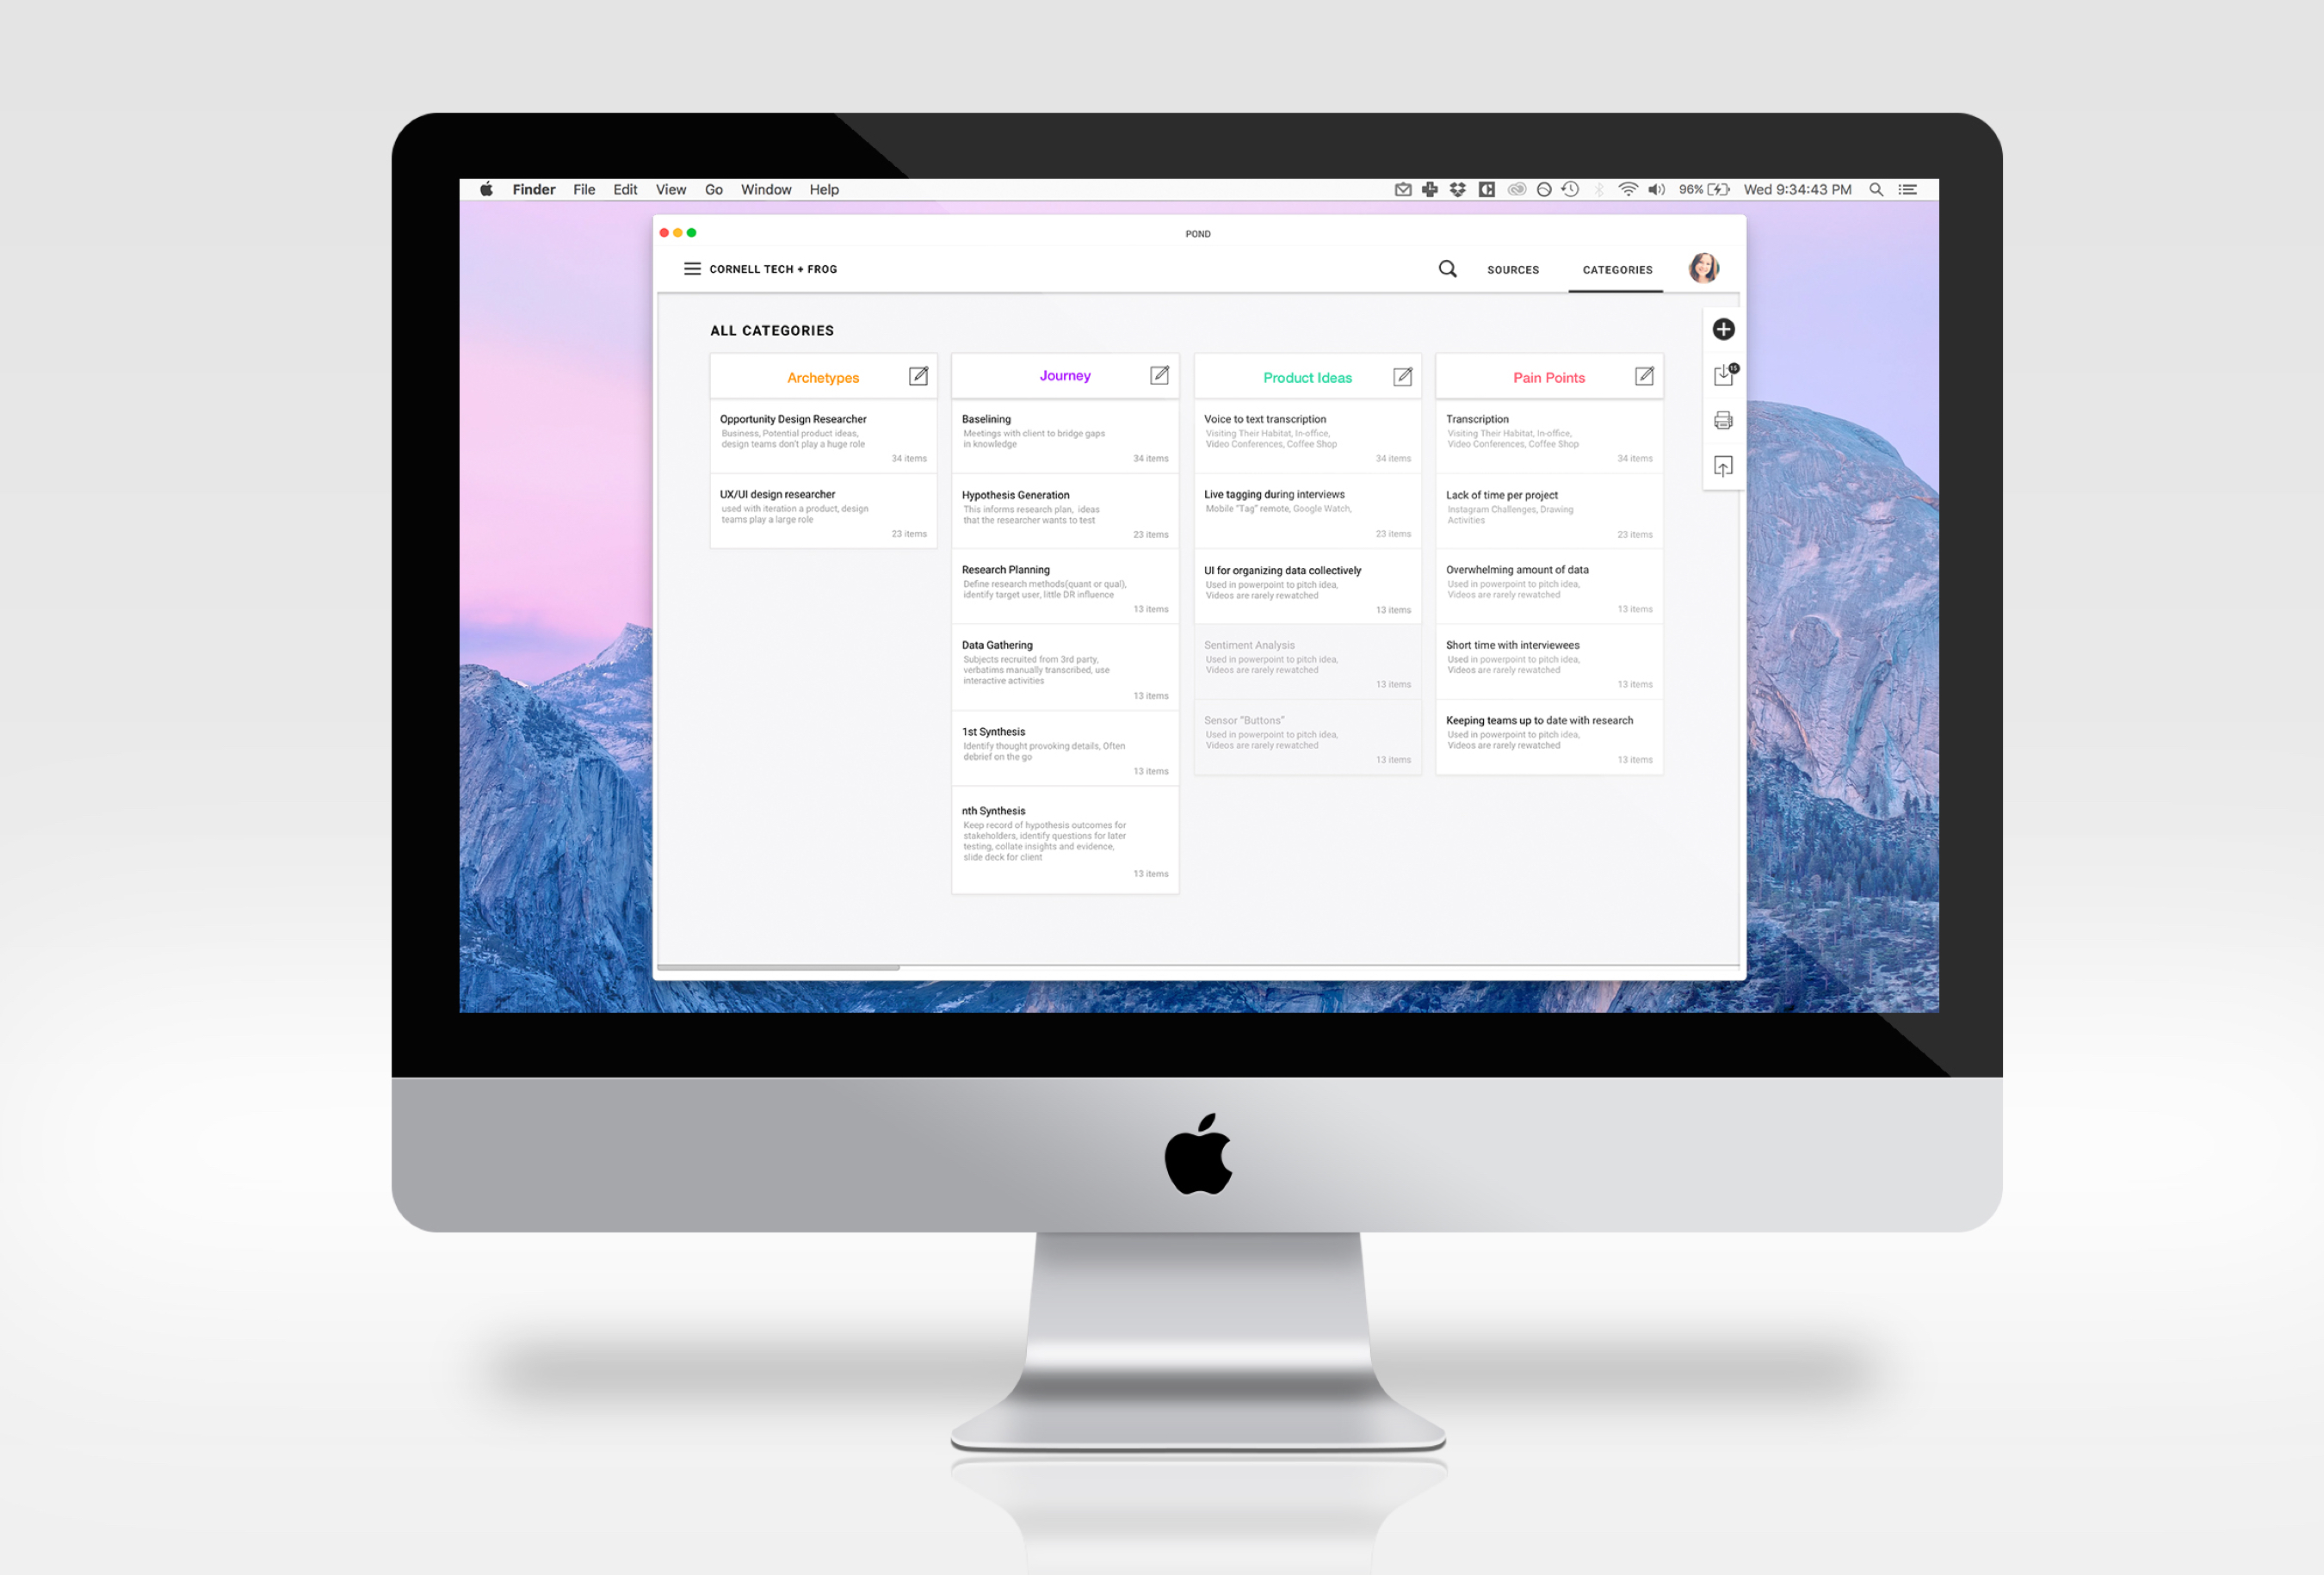 Finder File Edit View Go Window Help 96% Wed 9:34:43 PM
POND
CORNELL TECH + FROG SOURCES CATEGORIES
ALL CATEGORIES
15
Archetypes
Opportunity Design Researcher
Business, Potential product ideas,
design teams don't play a huge role
34 items
UX/UI design researcher
used with iteration a product, design
teams play a large role
23 items
Journey
Baselining
Meetings with client to bridge gaps
in knowledge
34 items
Hypothesis Generation
This informs research plan, ideas
that the researcher wants to test
23 items
Research Planning
Define research methods(quant or qual),
identify target user, little DR influence
13 items
Data Gathering
Subjects recruited from 3rd party,
verbatims manually transcribed, use
interactive activities
13 items
1st Synthesis
Identify thought provoking details, Often
debrief on the go
13 items
nth Synthesis
Keep record of hypothesis outcomes for
stakeholders, identify questions for later
testing, collate insights and evidence,
slide deck for client
13 items
Product Ideas
Voice to text transcription
Visiting Their Habitat, In-office,
Video Conferences, Coffee Shop
34 items
Live tagging during interviews
Mobile "Tag" remote, Google Watch,
23 items
UI for organizing data collectively
Used in powerpoint to pitch idea,
Videos are rarely rewatched
13 items
Sentiment Analysis
Used in powerpoint to pitch idea,
Videos are rarely rewatched
13 items
Sensor "Buttons"
Used in powerpoint to pitch idea,
Videos are rarely rewatched
13 items
Pain Points
Transcription
Visiting Their Habitat, In-office,
Video Conferences, Coffee Shop
34 items
Lack of time per project
Instagram Challenges, Drawing
Activities
23 items
Overwhelming amount of data
Used in powerpoint to pitch idea,
Videos are rarely rewatched
13 items
Short time with interviewees
Used in powerpoint to pitch idea,
Videos are rarely rewatched
13 items
Keeping teams up to date with research
Used in powerpoint to pitch idea,
Videos are rarely rewatched
13 items